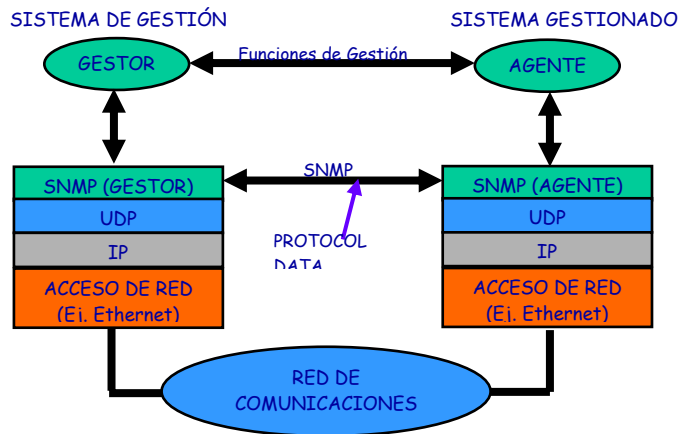 SISTEMA DE GESTIÓN
SISTEMA GESTIONADO
GESTOR
Funciones de Gestión
AGENTE
SNMP (GESTOR)
SNMP
SNMP (AGENTE)
UDP
UDP
IP
PROTOCOL
DATA
IP
ACCESO DE RED
(Ej. Ethernet)
ACCESO DE RED
(Ej. Ethernet)
RED DE
COMUNICACIONES